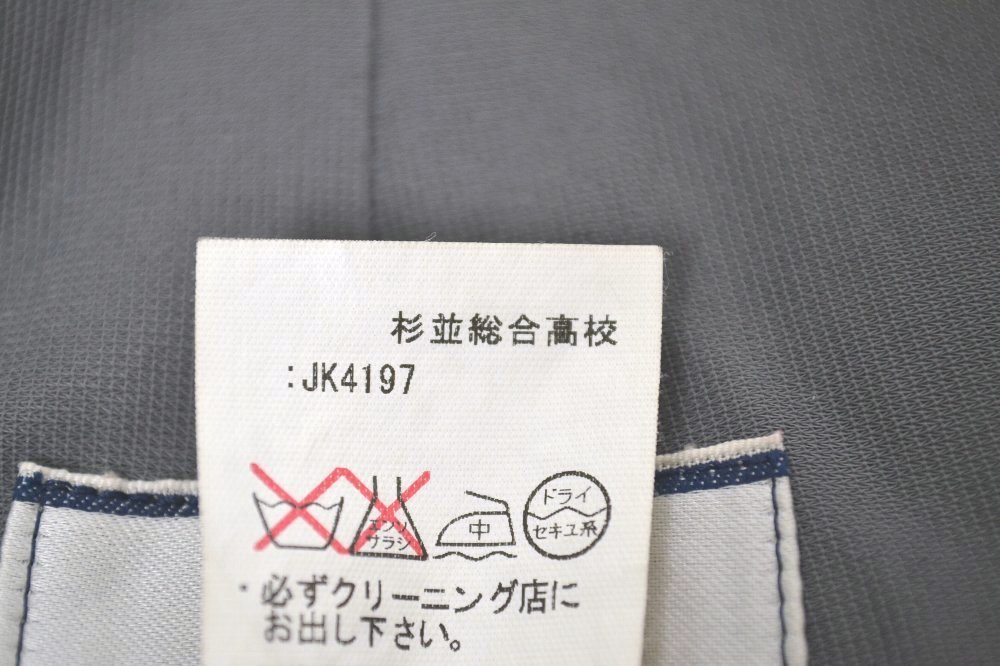 杉並総合高校
:JK4197
エンソ
サラシ
中
ドライ
セキユ系
・必ずクリーニング店に
お出し下さい。